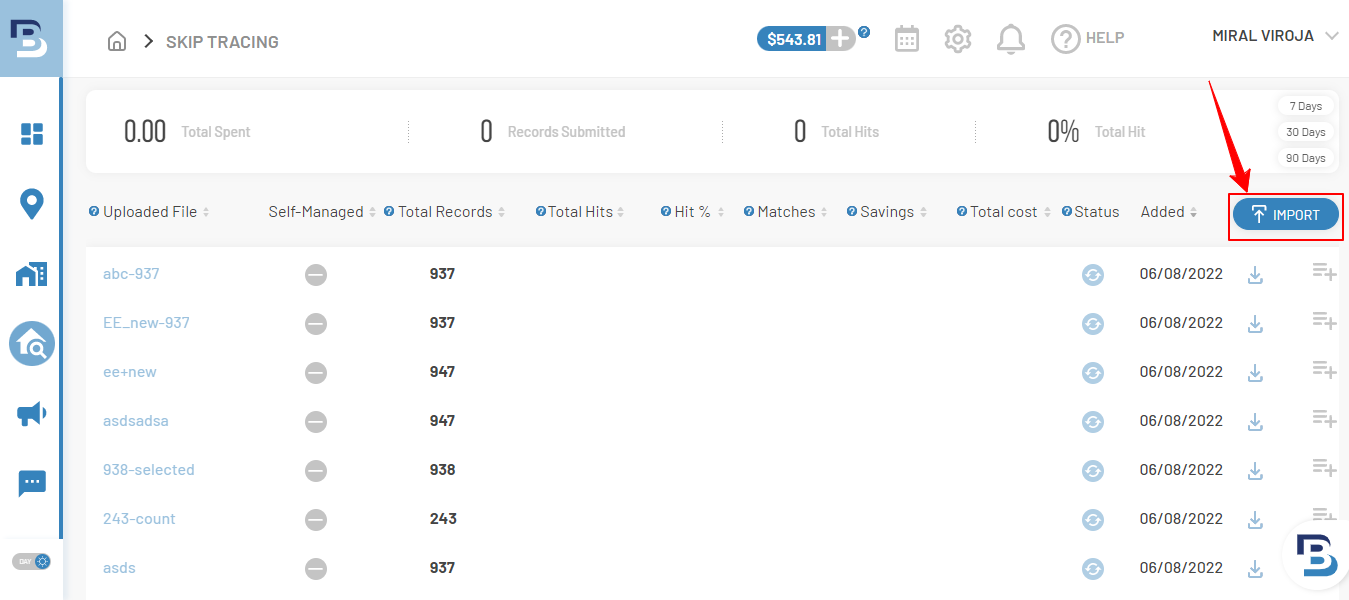 SKIP TRACING
$543.81
HELP
MIRAL VIROJA
0.00 Total Spent
0 Records Submitted
0 Total Hits
0% Total Hit
7 Days
30 Days
90 Days
Uploaded File Self-Managed Total Records Total Hits Hit % Matches Savings Total cost Status Added IMPORT
abc-937 937 06/08/2022
EE_new-937 937 06/08/2022
ee+new 947 06/08/2022
asdsadsa 947 06/08/2022
938-selected 938 06/08/2022
243-count 243 06/08/2022
asds 937 06/08/2022
DAY